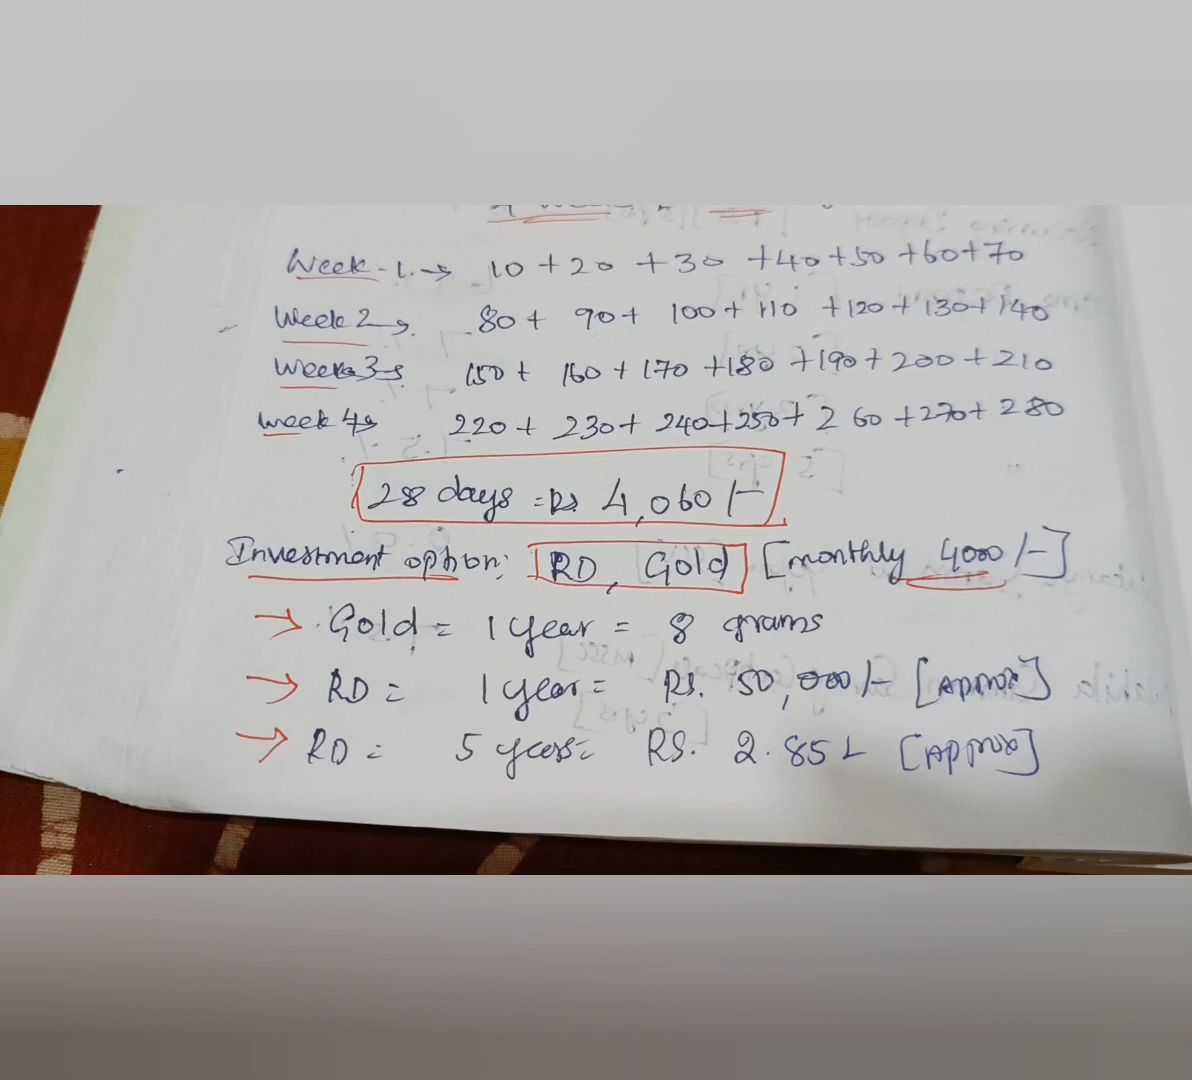 Week-1 → 10 + 20 + 30 + 40 + 50 + 60 + 70
Week 2 → 80 + 90 + 100 + 110 + 120 + 130 + 140
Week 3 → 150 + 160 + 170 + 180 + 190 + 200 + 210
Week 4 → 220 + 230 + 240 + 250 + 260 + 270 + 280
28 days = Rs. 4,060/-
Investment option: RD, Gold [monthly 4000/-]
→ Gold = 1 year = 8 grams
→ RD = 1 year = Rs. 50,000/- [Approx]
→ RD = 5 years = RS. 2.85 L [Approx]